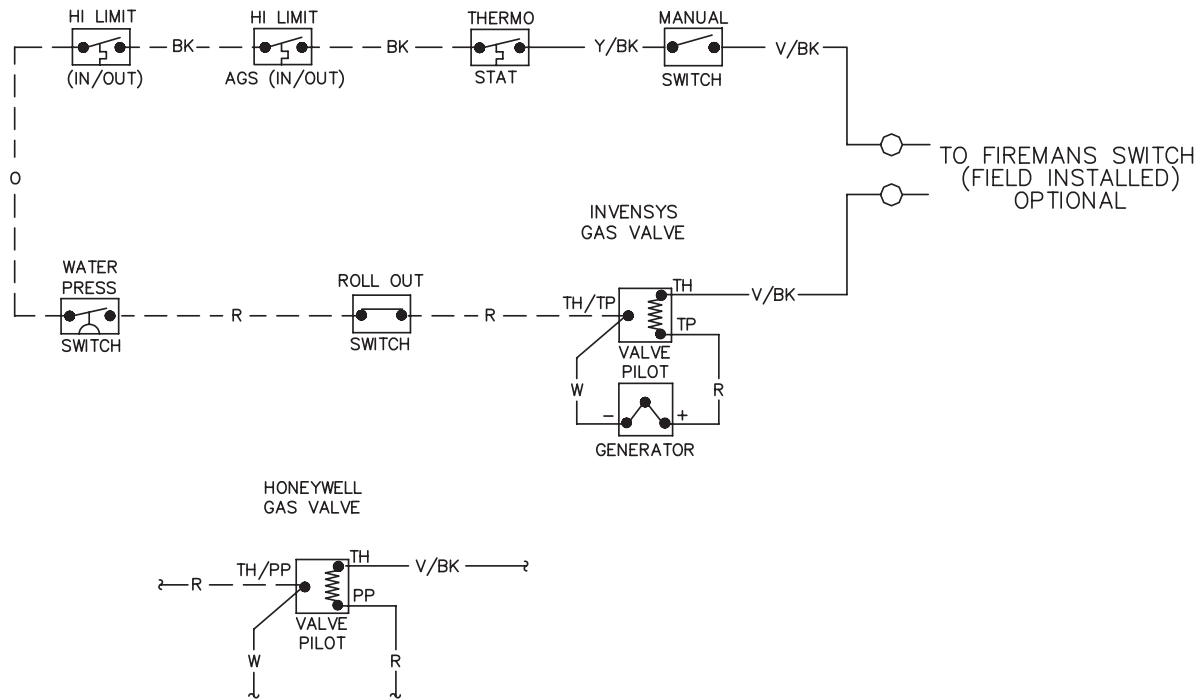 HI LIMIT
(IN/OUT)
BK
HI LIMIT
AGS (IN/OUT)
BK
THERMO
STAT
Y/BK
MANUAL
SWITCH
V/BK
TO FIREMANS SWITCH
(FIELD INSTALLED)
OPTIONAL
O
WATER
PRESS
SWITCH
R
ROLL OUT
SWITCH
R
INVENSYS
GAS VALVE
TH/TP
TH
V/BK
TP
VALVE
PILOT
W
R
- +
GENERATOR
HONEYWELL
GAS VALVE
R
TH/PP
TH
V/BK
PP
VALVE
PILOT
W
R